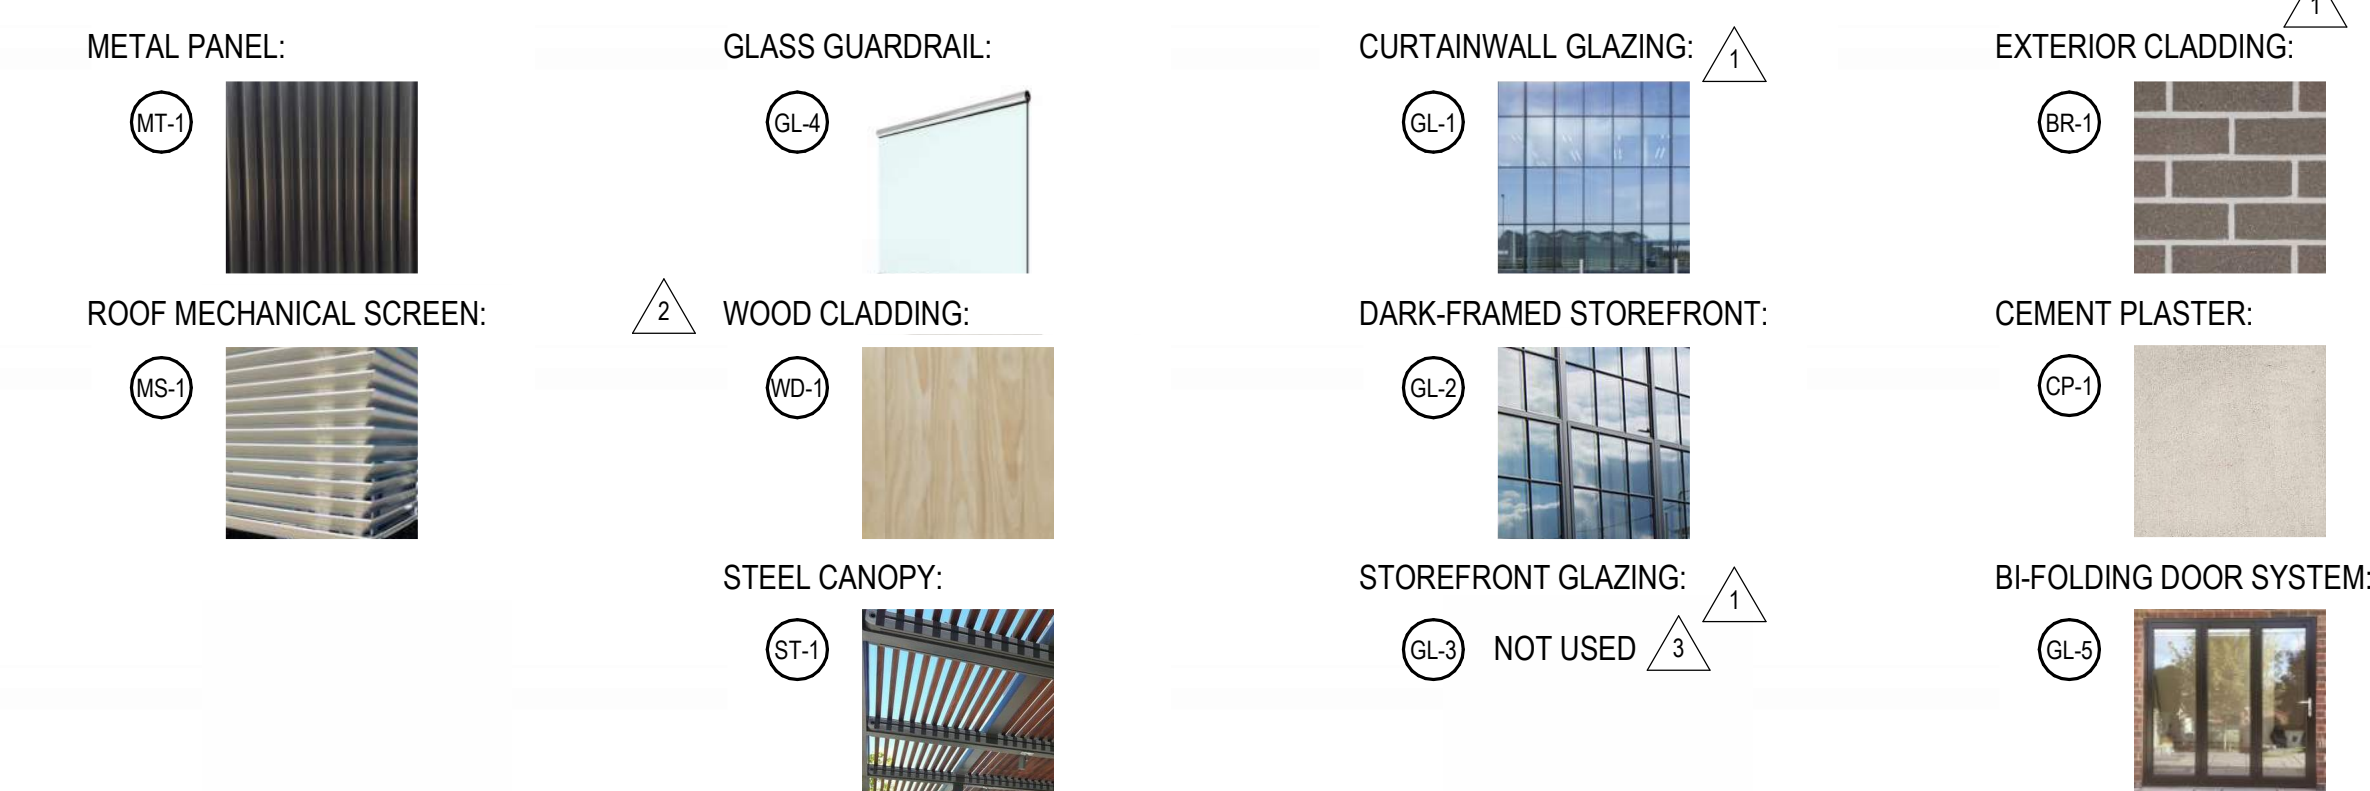 1
METAL PANEL:
GLASS GUARDRAIL:
CURTAINWALL GLAZING:
1
EXTERIOR CLADDING:
MT-1
GL-4
GL-1
BR-1
ROOF MECHANICAL SCREEN:
2
WOOD CLADDING:
DARK-FRAMED STOREFRONT:
CEMENT PLASTER:
MS-1
WD-1
GL-2
CP-1
STEEL CANOPY:
STOREFRONT GLAZING:
1
BI-FOLDING DOOR SYSTEM:
ST-1
GL-3
NOT USED
3
GL-5